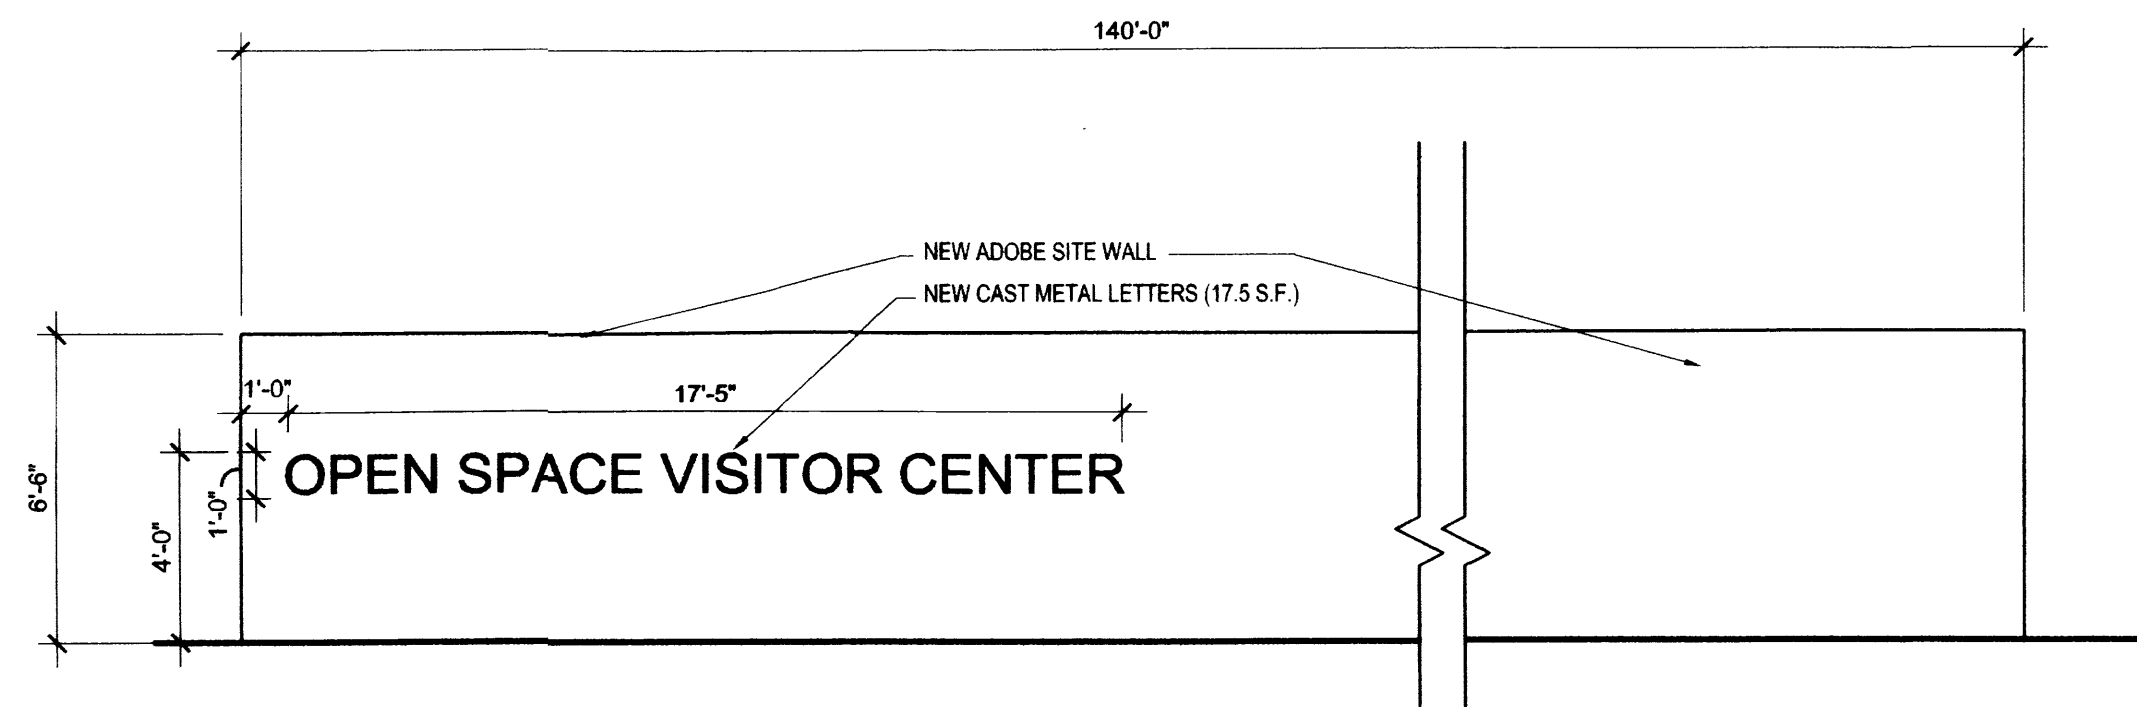 140'-0"
NEW ADOBE SITE WALL
NEW CAST METAL LETTERS (17.5 S.F.)
1'-0"
17'-5"
OPEN SPACE VISITOR CENTER
6'-6"
4'-0"
1'-0"